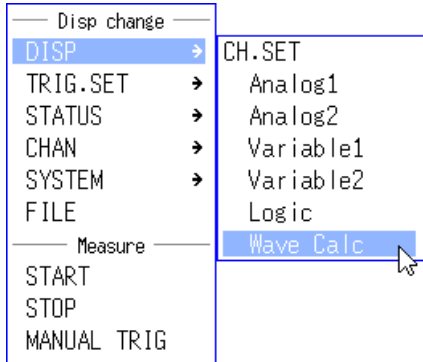 Disp change
DISP
TRIG.SET
STATUS
CHAN
SYSTEM
FILE
Measure
START
STOP
MANUAL TRIG
CH.SET
Analog1
Analog2
Variable1
Variable2
Logic
Wave Calc